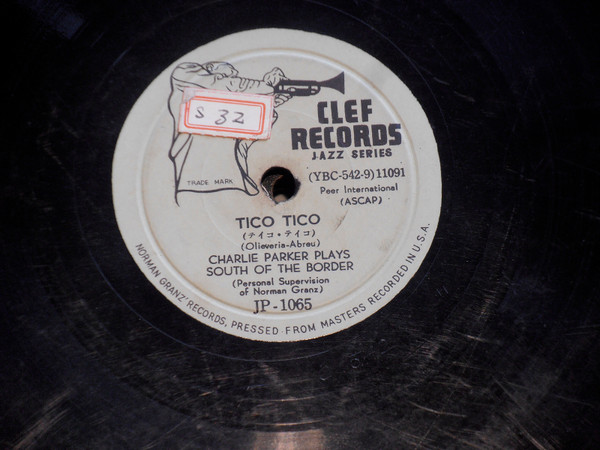 S 32
CLEF
RECORDS
JAZZ SERIES
TRADE MARK
(YBC-542-9) 11091
Peer International
(ASCAP)
TICO TICO
(テイコ・テイコ)
(Olieveria-Abreu)
CHARLIE PARKER PLAYS
SOUTH OF THE BORDER
(Personal Supervision
of Norman Granz)
JP-1065
NORMAN GRANZ' RECORDS, PRESSED FROM MASTERS RECORDED IN U.S.A.